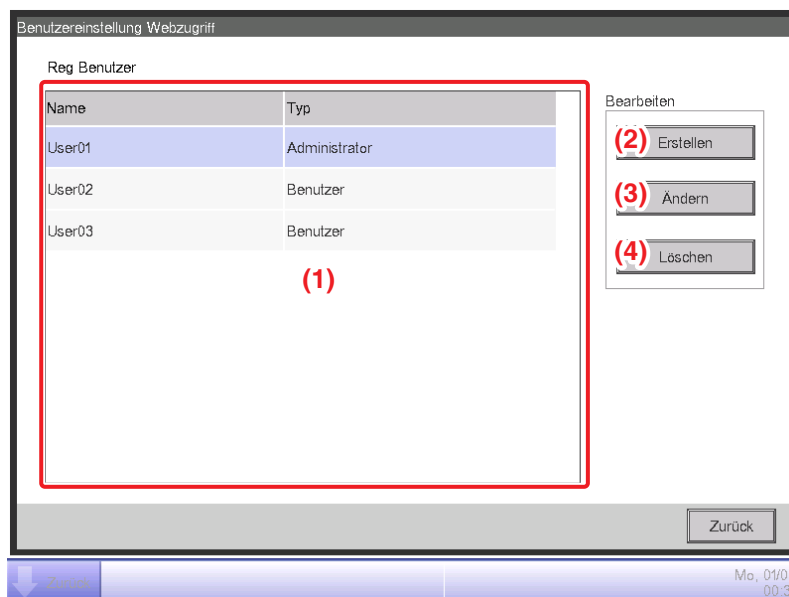 Benutzereinstellung Webzugriff
Reg Benutzer
Name Typ
User01 Administrator
User02 Benutzer
User03 Benutzer
(1)
Bearbeiten
(2) Erstellen
(3) Ändern
(4) Löschen
Zurück
Mo, 01/0
00:3